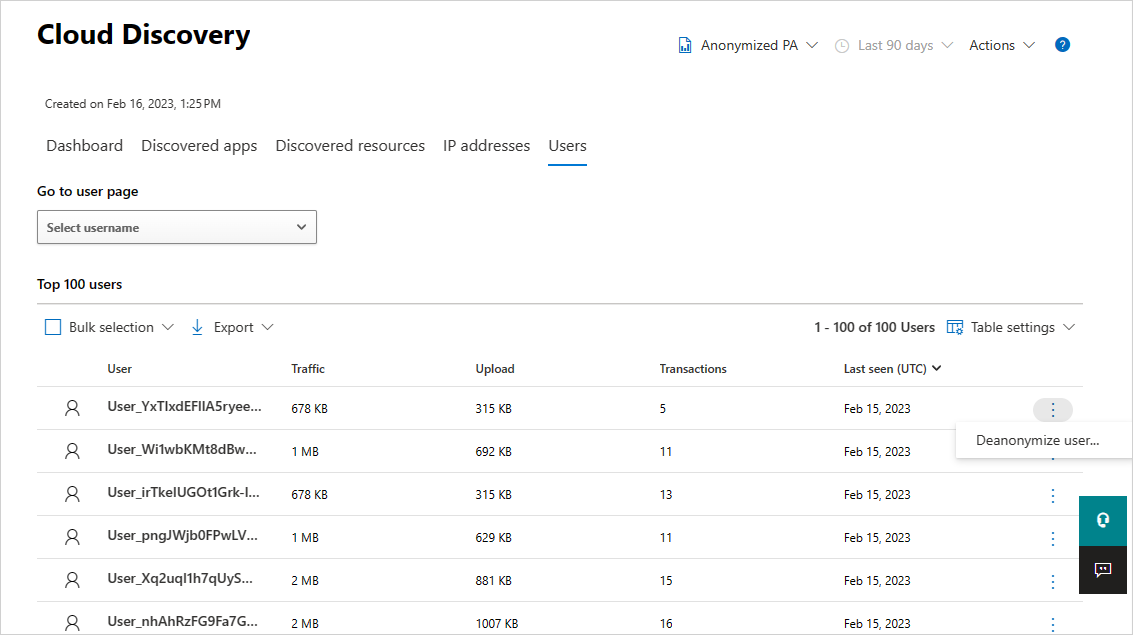 Cloud Discovery
Anonymized PA Last 90 days Actions ?
Created on Feb 16, 2023, 1:25 PM
Dashboard Discovered apps Discovered resources IP addresses Users
Go to user page
Select username
Top 100 users
Bulk selection Export 1 - 100 of 100 Users Table settings
User Traffic Upload Transactions Last seen (UTC)
User_YxTIxdEFIIA5ryee... 678 KB 315 KB 5 Feb 15, 2023
Deanonymize user...
User_Wi1wbKMt8dBw... 1 MB 692 KB 11 Feb 15, 2023
User_irTkeIUGOt1Grk-I... 678 KB 315 KB 13 Feb 15, 2023
User_pngJWjb0FPwLV... 1 MB 629 KB 11 Feb 15, 2023
User_Xq2uqI1h7qUyS... 2 MB 881 KB 15 Feb 15, 2023
User_nhAhRzFG9Fa7G... 2 MB 1007 KB 16 Feb 15, 2023